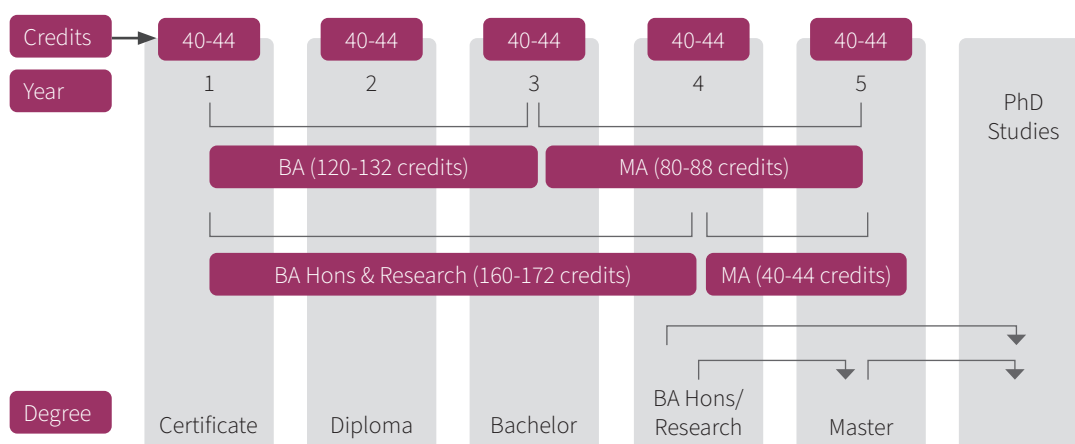 Credits
40-44
40-44
40-44
40-44
40-44
Year
1
2
3
4
5
PhD
Studies
BA (120-132 credits)
MA (80-88 credits)
BA Hons & Research (160-172 credits)
MA (40-44 credits)
Degree
Certificate
Diploma
Bachelor
BA Hons/
Research
Master